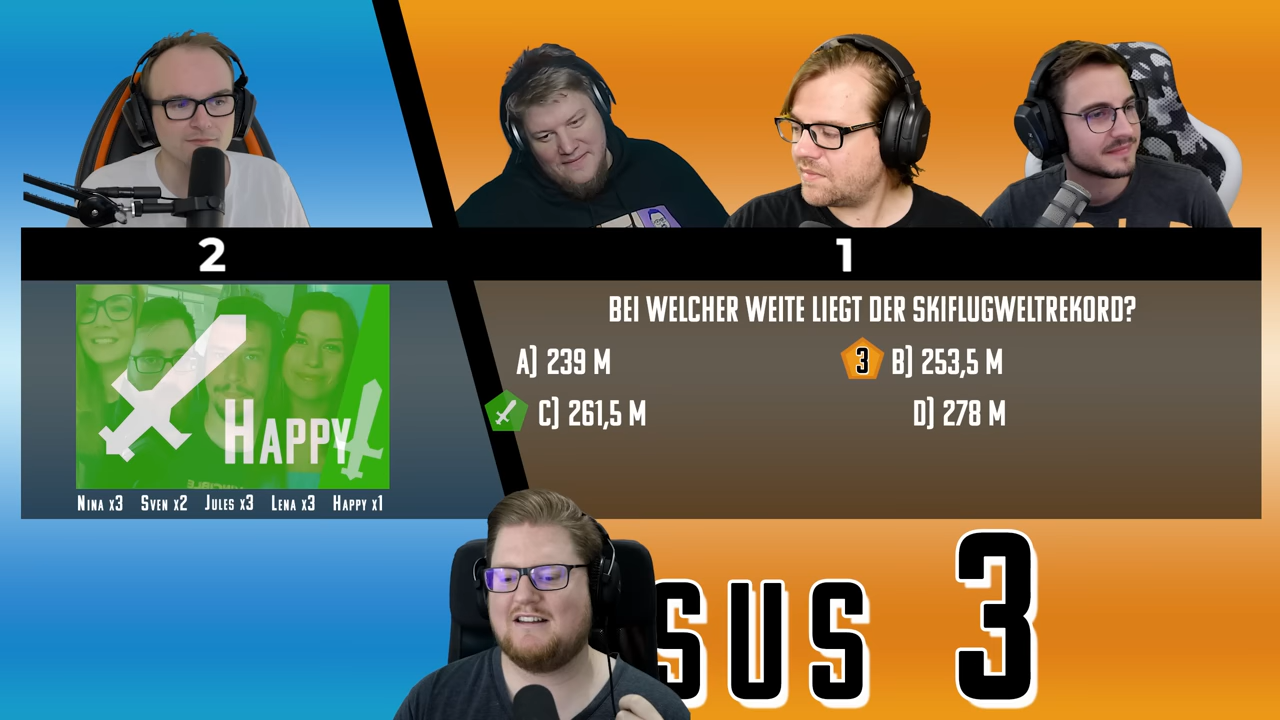 2
1
BEI WELCHER WEITE LIEGT DER SKIFLUGWELTREKORD?
A) 239 M
3 B) 253,5 M
C) 261,5 M
D) 278 M
HAPPY
NINA X3 SVEN X2 JULES X3 LENA X3 HAPPY X1
SUS 3